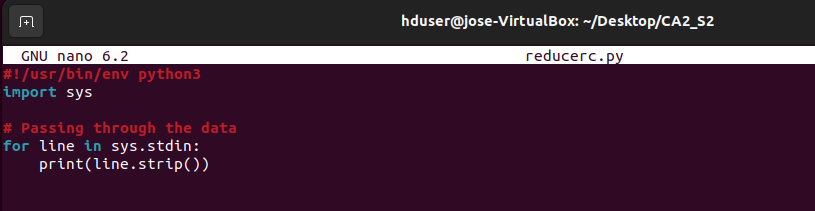 hduser@jose-VirtualBox: ~/Desktop/CA2_S2
GNU nano 6.2 reducerc.py
#!/usr/bin/env python3
import sys
# Passing through the data
for line in sys.stdin:
    print(line.strip())